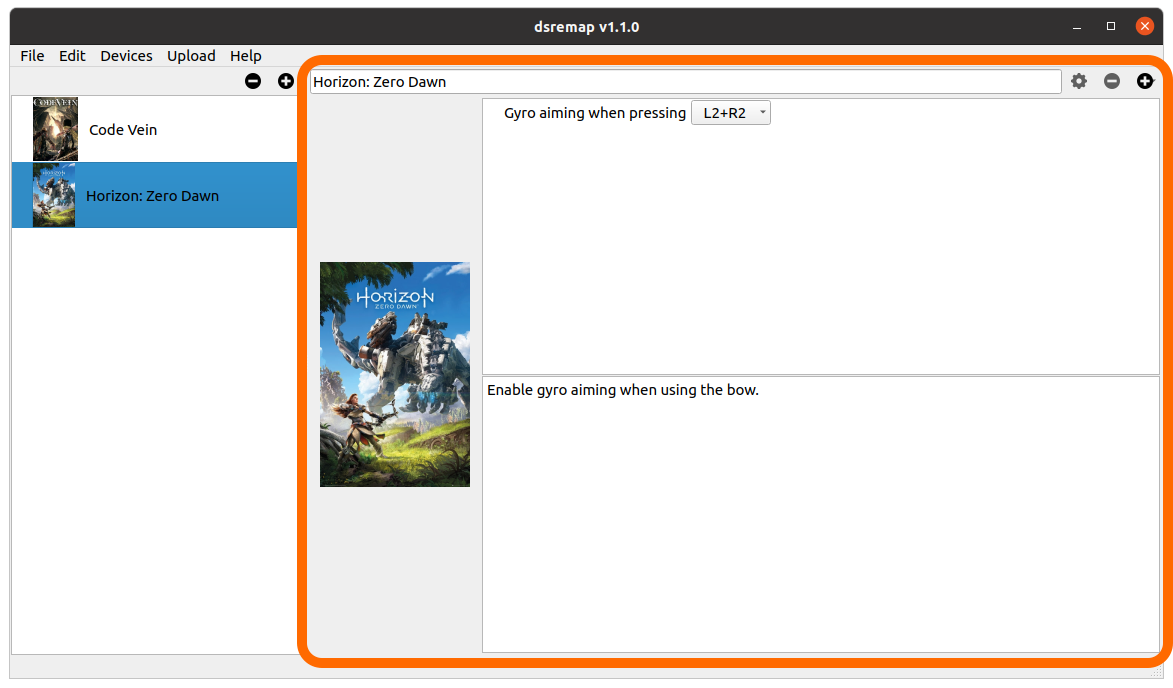 dsremap v1.1.0
File Edit Devices Upload Help
Horizon: Zero Dawn
CODE VEIN
Code Vein
HORIZON
Horizon: Zero Dawn
Gyro aiming when pressing L2+R2
HORIZON
ZERO DAWN
Enable gyro aiming when using the bow.